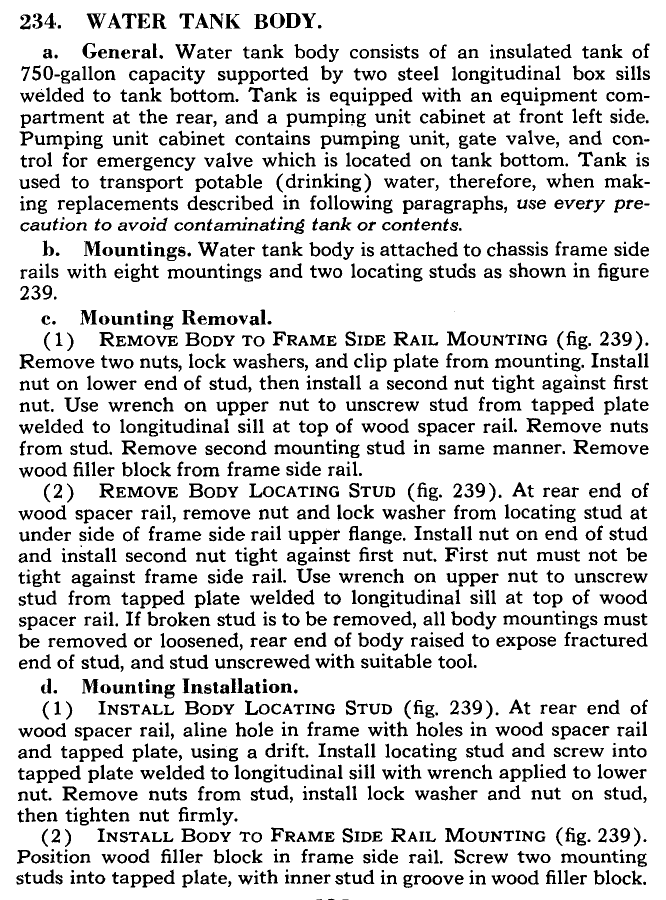 234. WATER TANK BODY.
a. General. Water tank body consists of an insulated tank of
750-gallon capacity supported by two steel longitudinal box sills
welded to tank bottom. Tank is equipped with an equipment com-
partment at the rear, and a pumping unit cabinet at front left side.
Pumping unit cabinet contains pumping unit, gate valve, and con-
trol for emergency valve which is located on tank bottom. Tank is
used to transport potable (drinking) water, therefore, when mak-
ing replacements described in following paragraphs, use every pre-
caution to avoid contaminating tank or contents.
b. Mountings. Water tank body is attached to chassis frame side
rails with eight mountings and two locating studs as shown in figure
239.
c. Mounting Removal.
(1) REMOVE BODY TO FRAME SIDE RAIL MOUNTING (fig. 239).
Remove two nuts, lock washers, and clip plate from mounting. Install
nut on lower end of stud, then install a second nut tight against first
nut. Use wrench on upper nut to unscrew stud from tapped plate
welded to longitudinal sill at top of wood spacer rail. Remove nuts
from stud. Remove second mounting stud in same manner. Remove
wood filler block from frame side rail.
(2) REMOVE BODY LOCATING STUD (fig. 239). At rear end of
wood spacer rail, remove nut and lock washer from locating stud at
under side of frame side rail upper flange. Install nut on end of stud
and install second nut tight against first nut. First nut must not be
tight against frame side rail. Use wrench on upper nut to unscrew
stud from tapped plate welded to longitudinal sill at top of wood
spacer rail. If broken stud is to be removed, all body mountings must
be removed or loosened, rear end of body raised to expose fractured
end of stud, and stud unscrewed with suitable tool.
d. Mounting Installation.
(1) INSTALL BODY LOCATING STUD (fig. 239). At rear end of
wood spacer rail, aline hole in frame with holes in wood spacer rail
and tapped plate, using a drift. Install locating stud and screw into
tapped plate welded to longitudinal sill with wrench applied to lower
nut. Remove nuts from stud, install lock washer and nut on stud,
then tighten nut firmly.
(2) INSTALL BODY TO FRAME SIDE RAIL MOUNTING (fig. 239).
Position wood filler block in frame side rail. Screw two mounting
studs into tapped plate, with inner stud in groove in wood filler block.